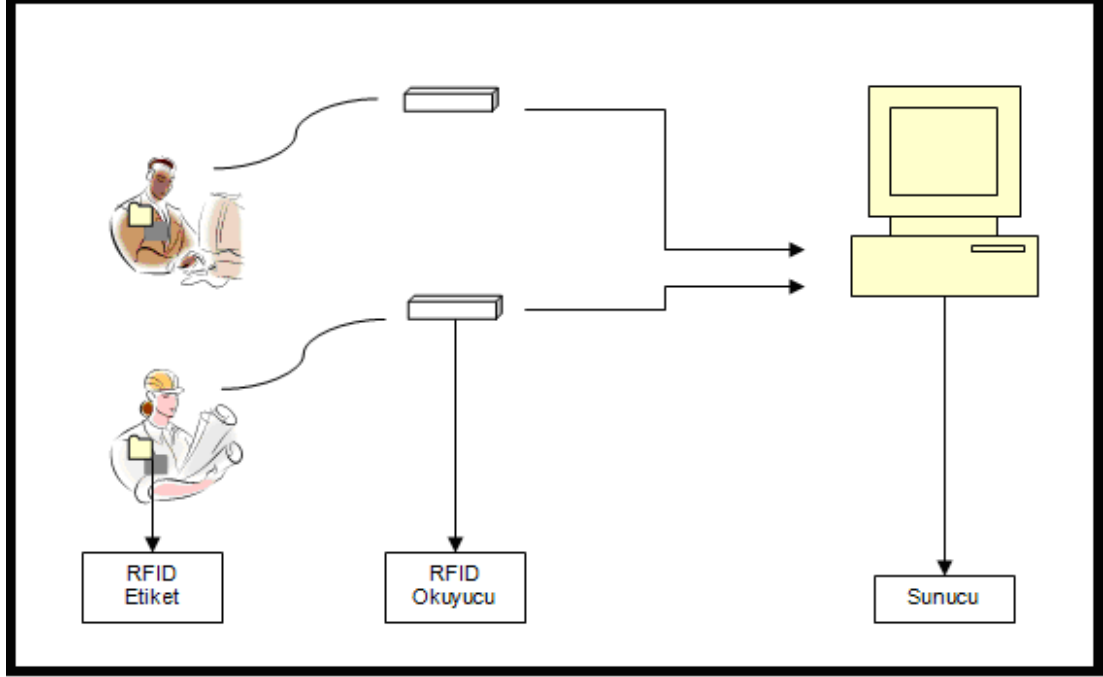 RFID
Etiket
RFID
Okuyucu
Sunucu